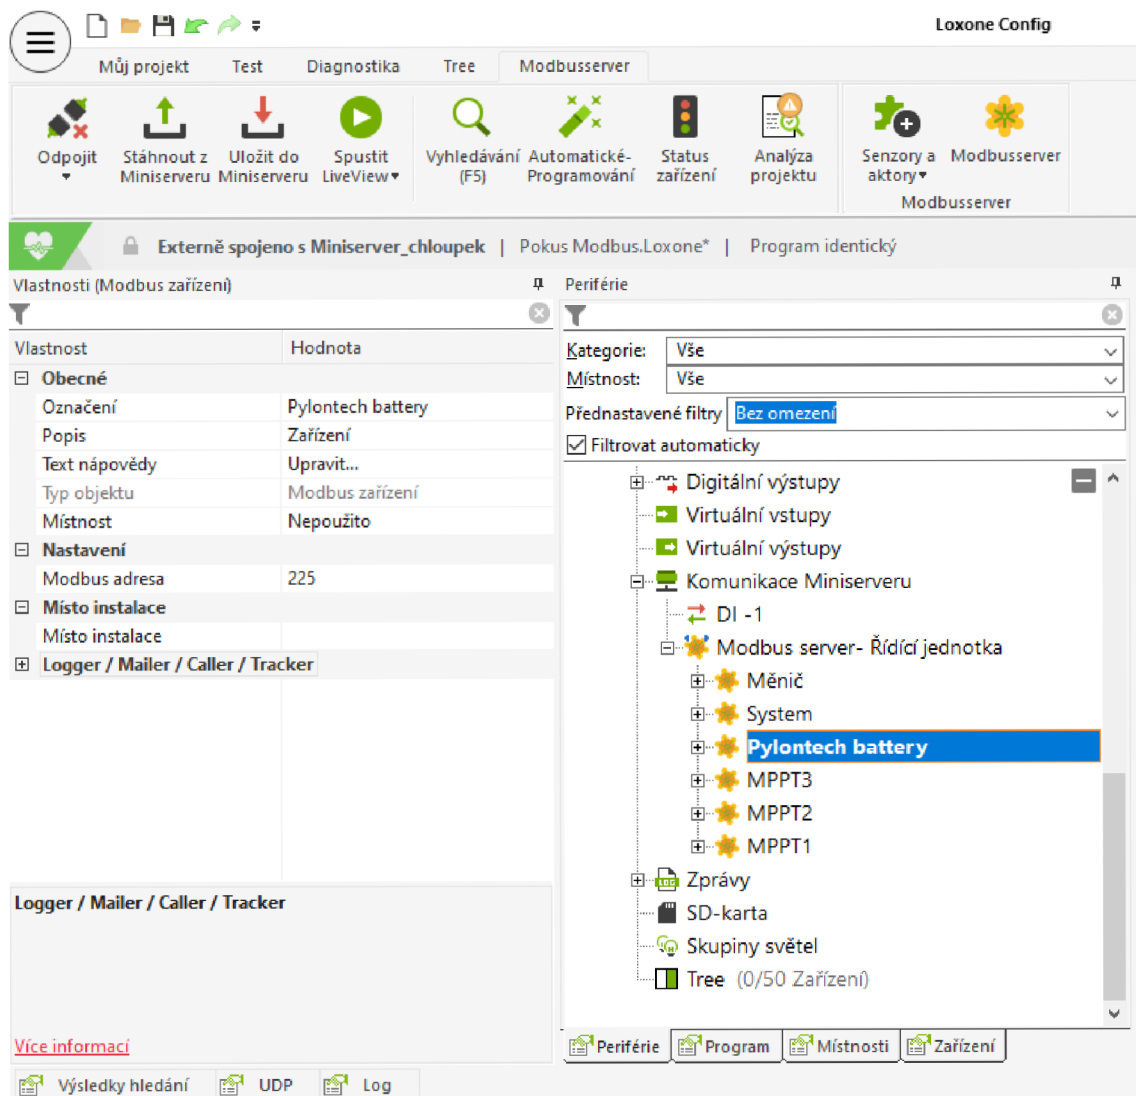 Loxone Config
Můj projekt Test Diagnostika Tree Modbusserver
Odpojit Stáhnout z Miniserveru Uložit do Miniserveru Spustit LiveView Vyhledávání (F5) Automatické- Programování Status zařízení Analýza projektu Senzory a aktory Modbusserver
Modbusserver
Externě spojeno s Miniserver_chloupek | Pokus Modbus.Loxone* | Program identický
Vlastnosti (Modbus zařízení)
Vlastnost Hodnota
Obecné
Označení Pylontech battery
Popis Zařízení
Text nápovědy Upravit...
Typ objektu Modbus zařízení
Místnost Nepoužito
Nastavení
Modbus adresa 225
Místo instalace
Místo instalace
Logger / Mailer / Caller / Tracker
Logger / Mailer / Caller / Tracker
Více informací
Periférie
Kategorie: Vše
Místnost: Vše
Přednastavené filtry Bez omezení
Filtrovat automaticky
Digitální výstupy
Virtuální vstupy
Virtuální výstupy
Komunikace Miniserveru
DI -1
Modbus server- Řídící jednotka
Měnič
System
Pylontech battery
MPPT3
MPPT2
MPPT1
Zprávy
SD-karta
Skupiny světel
Tree (0/50 Zařízení)
Periférie Program Místnosti Zařízení
Výsledky hledání UDP Log